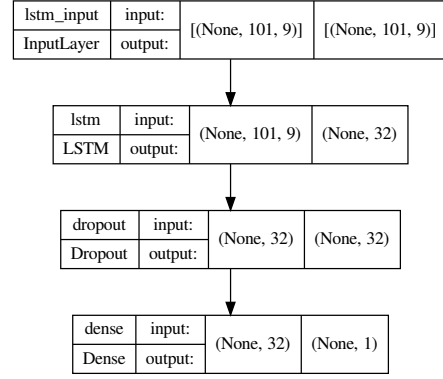 lstm_input input: [(None, 101, 9)] [(None, 101, 9)]
InputLayer output:
lstm input: (None, 101, 9) (None, 32)
LSTM output:
dropout input: (None, 32) (None, 32)
Dropout output:
dense input: (None, 32) (None, 1)
Dense output: